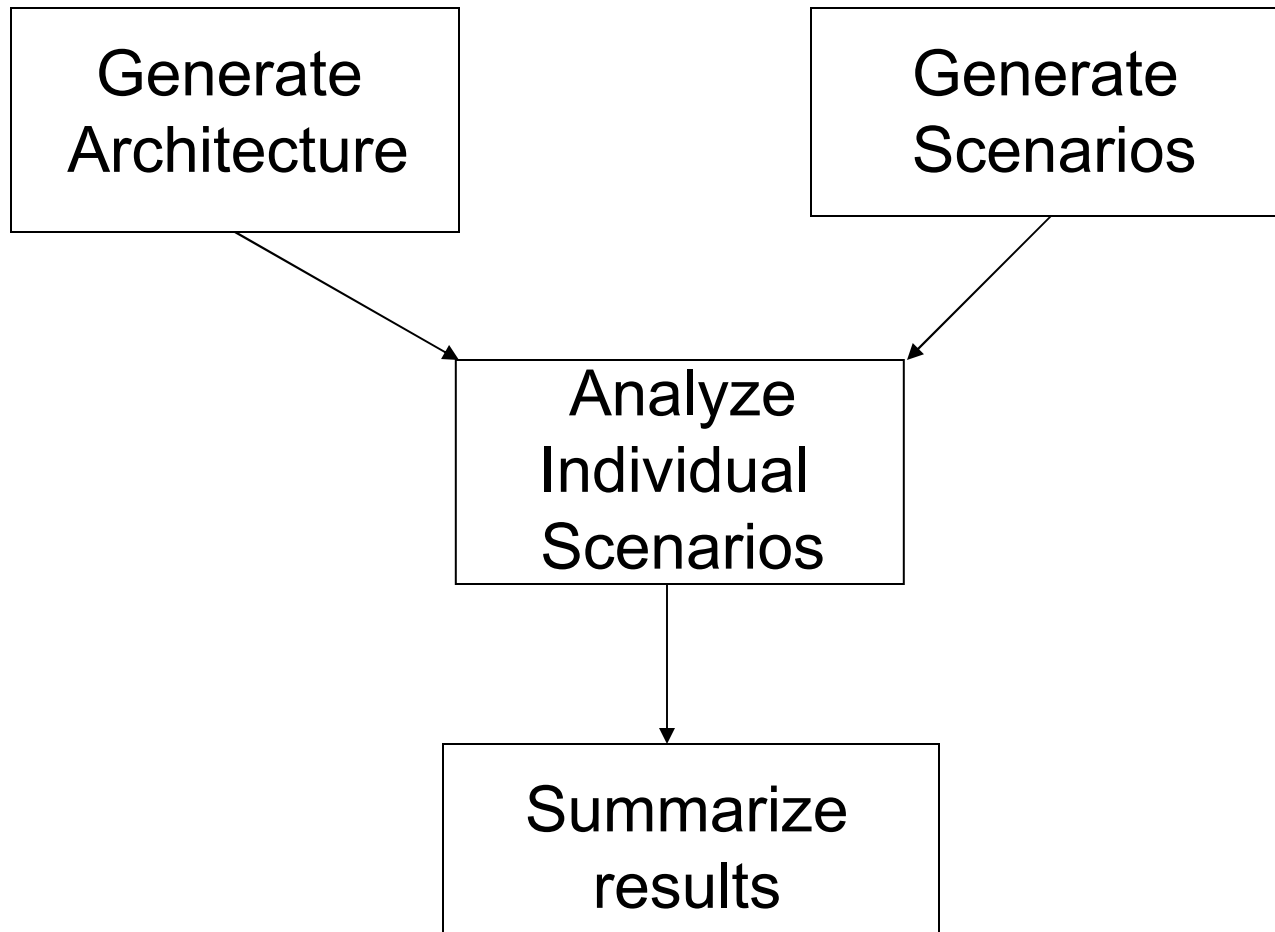 Generate
Architecture
Generate
Scenarios
Analyze
Individual
Scenarios
Summarize
results